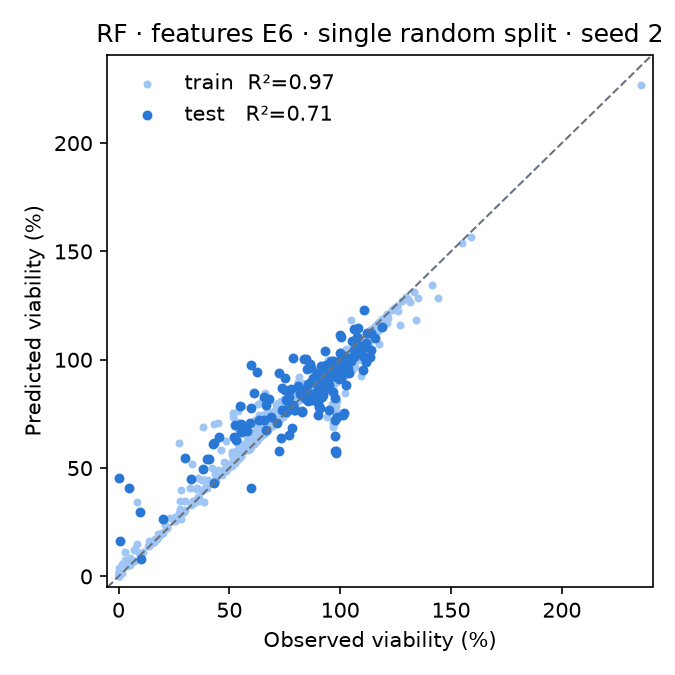 RF · features E6 · single random split · seed 2
train R²=0.97
test R²=0.71
Predicted viability (%)
200
150
100
50
0
0 50 100 150 200
Observed viability (%)